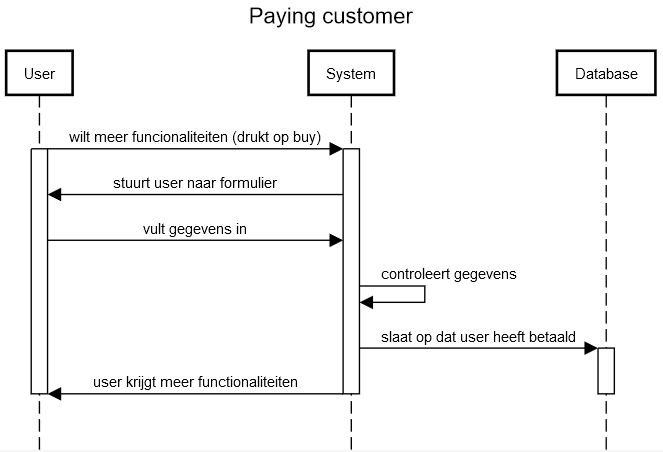 Paying customer
User
System
Database
wilt meer funcionaliteiten (drukt op buy)
stuurt user naar formulier
vult gegevens in
controleert gegevens
slaat op dat user heeft betaald
user krijgt meer functionaliteiten